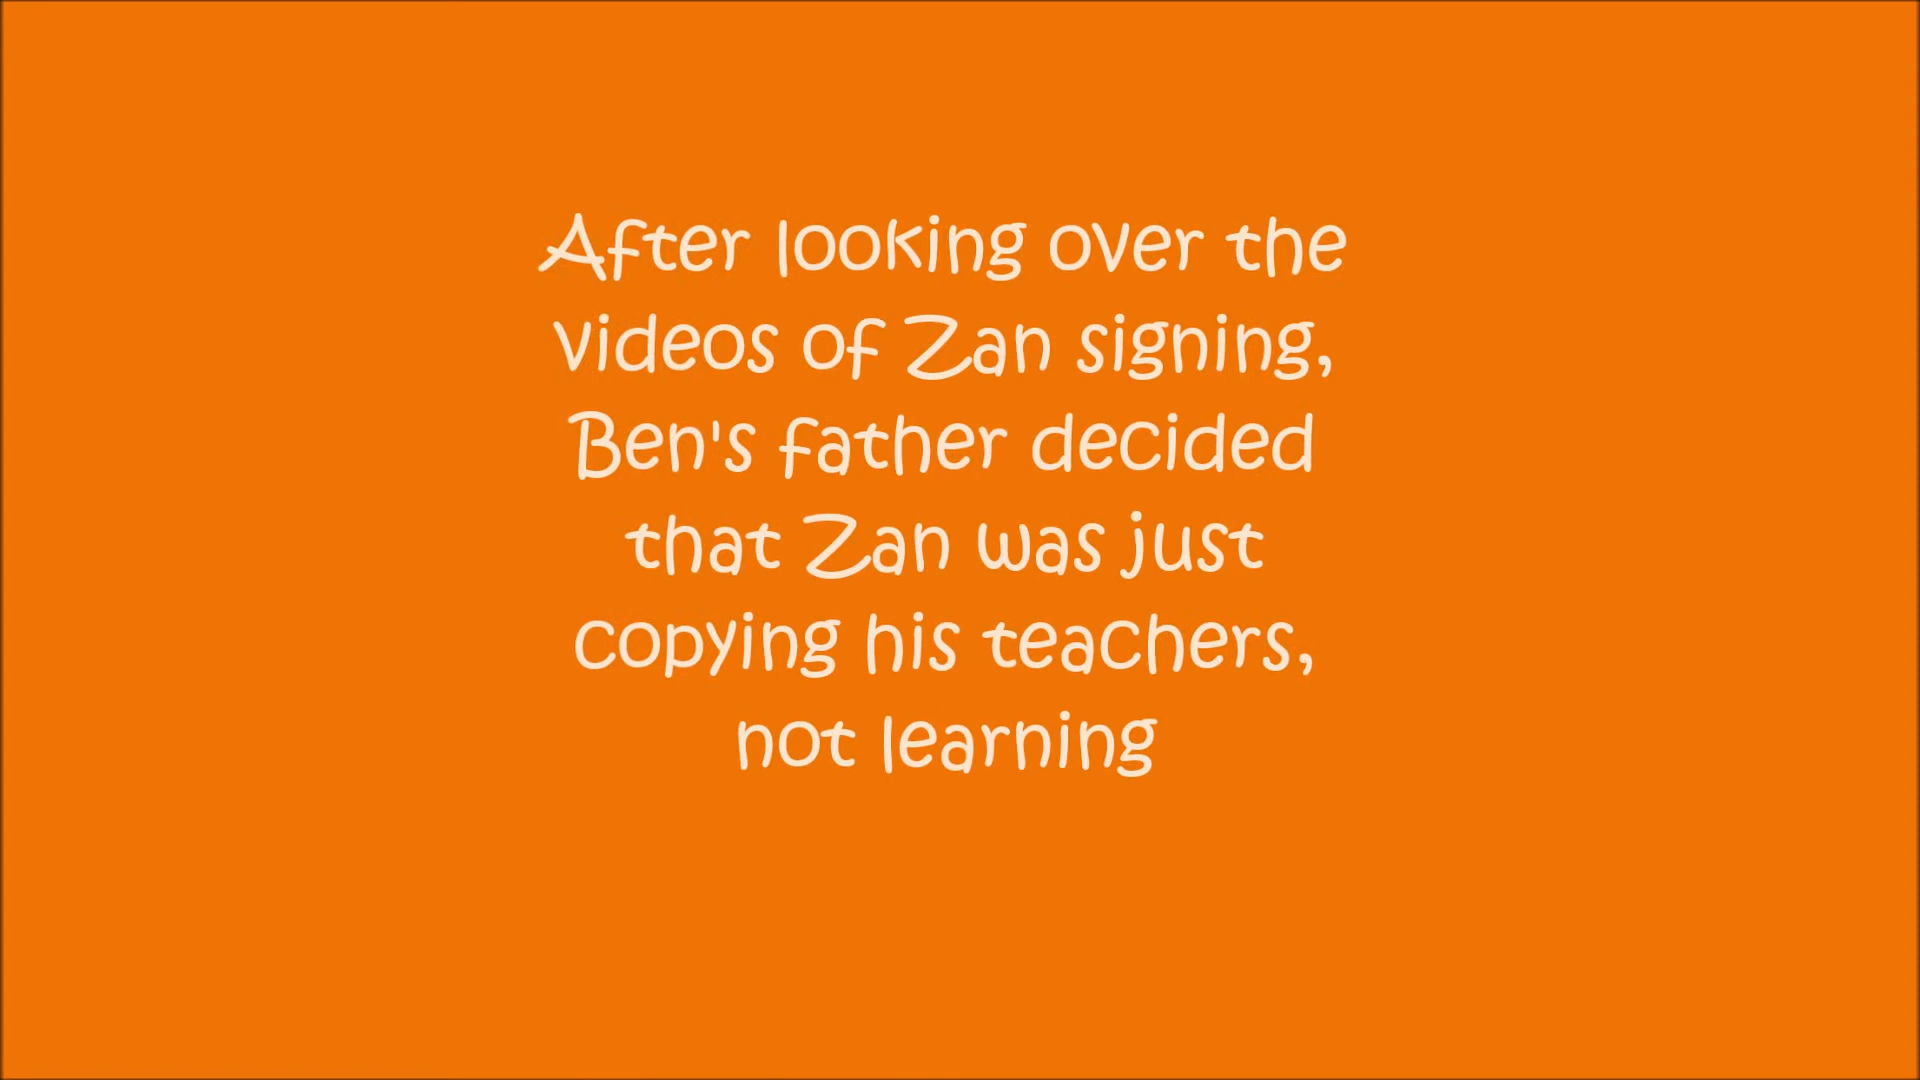 After looking over the
videos of Zan signing,
Ben's father decided
that Zan was just
copying his teachers,
not learning